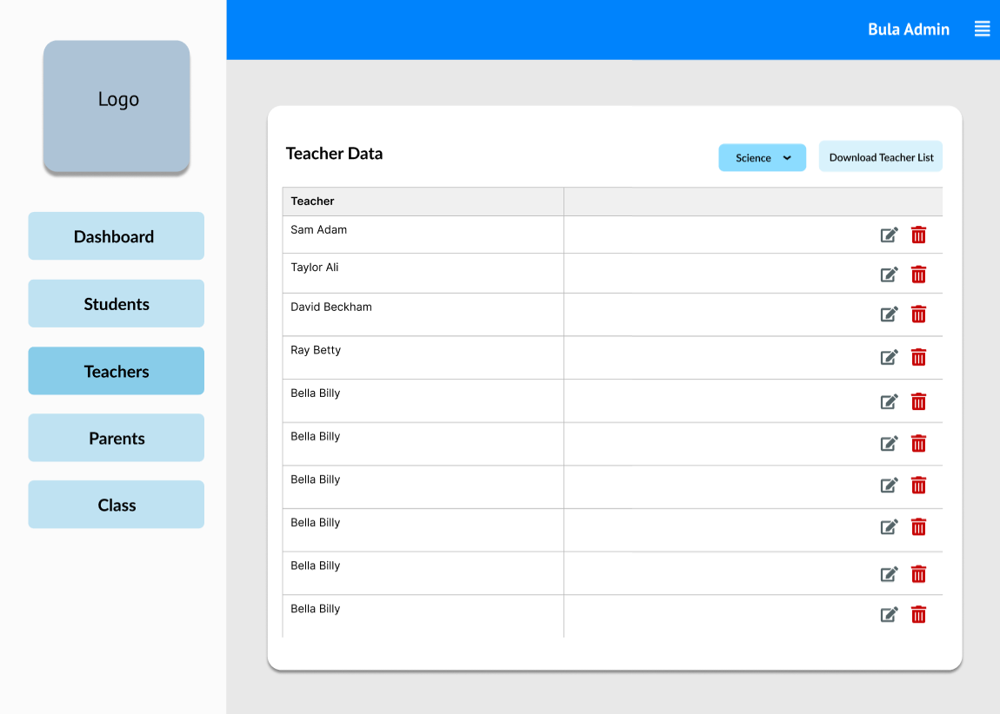 Bula Admin
Logo
Dashboard
Students
Teachers
Parents
Class
Teacher Data
Science
Download Teacher List
Teacher
Sam Adam
Taylor Ali
David Beckham
Ray Betty
Bella Billy
Bella Billy
Bella Billy
Bella Billy
Bella Billy
Bella Billy